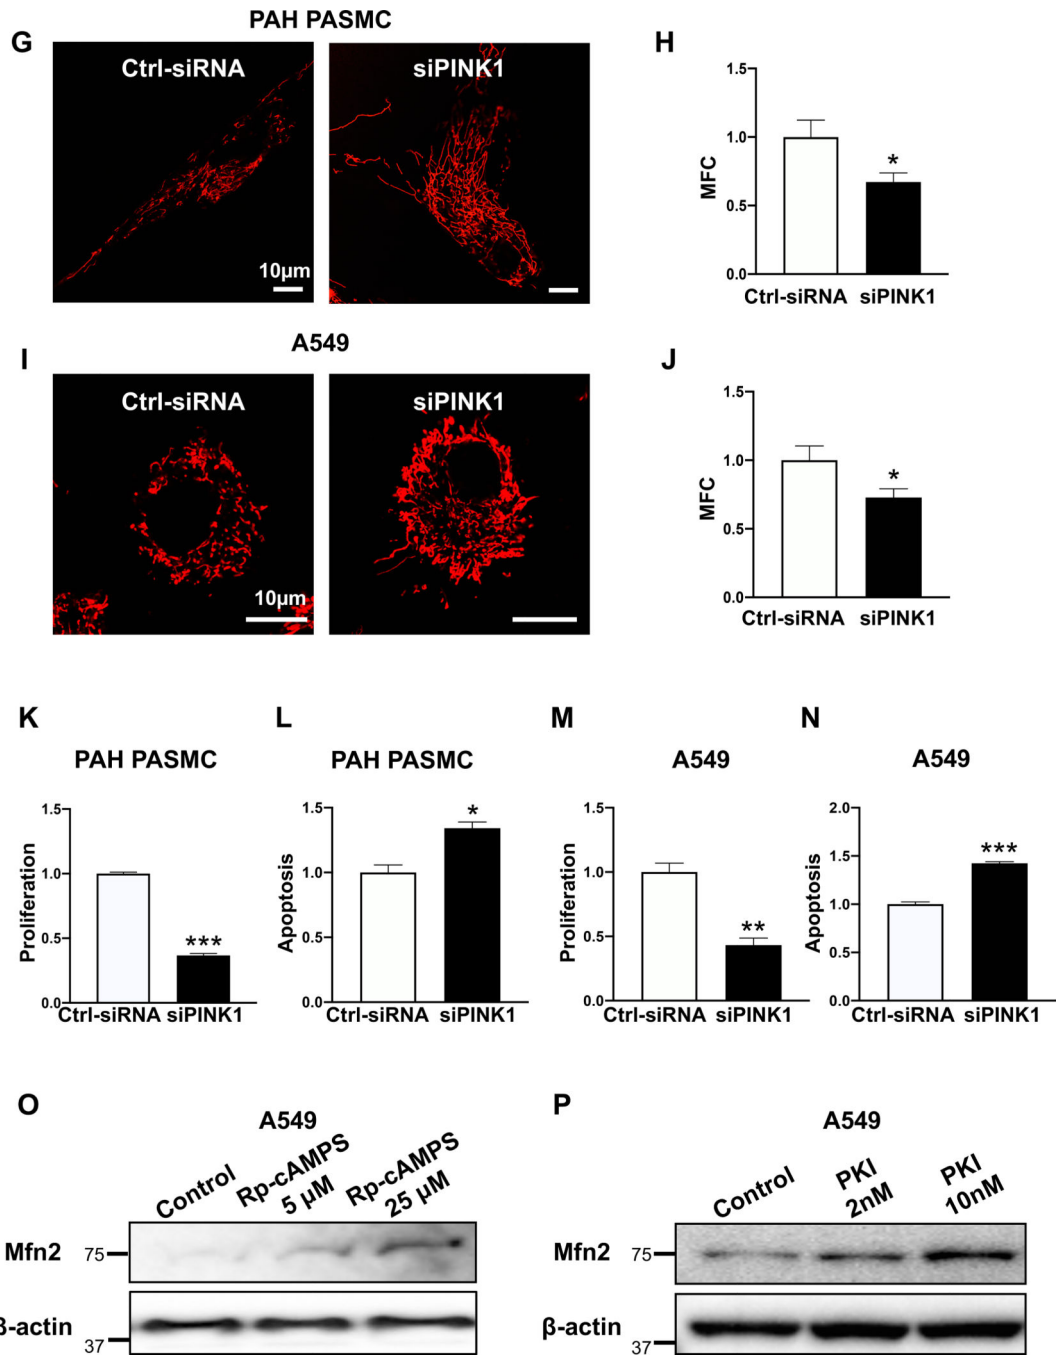 PAH PASMC
G
H
Ctrl-siRNA
siPINK1
10µm
1.5
1.0
0.5
0.0
MFC
*
Ctrl-siRNA
siPINK1
A549
I
J
Ctrl-siRNA
siPINK1
10µm
1.5
1.0
0.5
0.0
MFC
*
Ctrl-siRNA
siPINK1
K
L
M
N
PAH PASMC
PAH PASMC
A549
A549
1.5
1.0
0.5
0.0
Proliferation
***
Ctrl-siRNA
siPINK1
1.5
1.0
0.5
0.0
Apoptosis
*
Ctrl-siRNA
siPINK1
1.5
1.0
0.5
0.0
Proliferation
**
Ctrl-siRNA
siPINK1
2.0
1.5
1.0
0.5
0.0
Apoptosis
***
Ctrl-siRNA
siPINK1
O
A549
Control
Rp-cAMPS
5 µM
Rp-cAMPS
25 µM
Mfn2
75
β-actin
37
P
A549
Control
PKI
2nM
PKI
10nM
Mfn2
75
β-actin
37